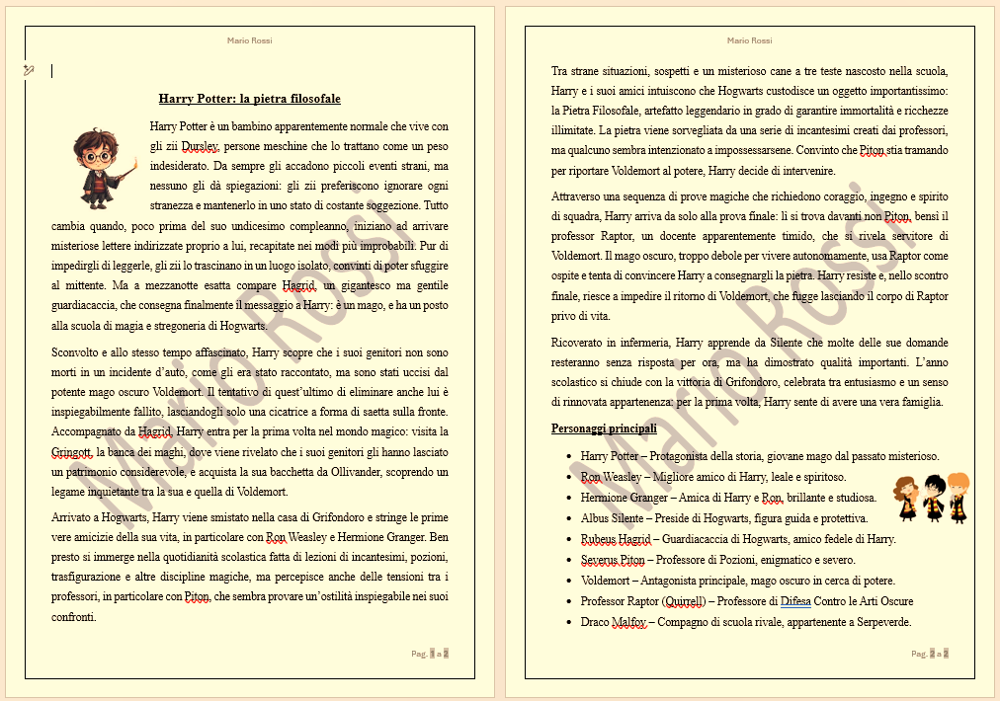 Mario Rossi
Harry Potter: la pietra filosofale
Harry Potter è un bambino apparentemente normale che vive con
gli zii Dursley, persone meschine che lo trattano come un peso
indesiderato. Da sempre gli accadono piccoli eventi strani, ma
nessuno gli dà spiegazioni: gli zii preferiscono ignorare ogni
stranezza e mantenerlo in uno stato di costante soggezione. Tutto
cambia quando, poco prima del suo undicesimo compleanno, iniziano ad arrivare
misteriose lettere indirizzate proprio a lui, recapitate nei modi più improbabili. Pur di
impedirgli di leggerle, gli zii lo trascinano in un luogo isolato, convinti di poter sfuggire
al mittente. Ma a mezzanotte esatta compare Hagrid, un gigantesco ma gentile
guardiacaccia, che consegna finalmente il messaggio a Harry: è un mago, e ha un posto
alla scuola di magia e stregoneria di Hogwarts.
Sconvolto e allo stesso tempo affascinato, Harry scopre che i suoi genitori non sono
morti in un incidente d’auto, come gli era stato raccontato, ma sono stati uccisi dal
potente mago oscuro Voldemort. Il tentativo di quest’ultimo di eliminare anche lui è
inspiegabilmente fallito, lasciandogli solo una cicatrice a forma di saetta sulla fronte.
Accompagnato da Hagrid, Harry entra per la prima volta nel mondo magico: visita la
Gringott, la banca dei maghi, dove viene rivelato che i suoi genitori gli hanno lasciato
un patrimonio considerevole, e acquista la sua bacchetta da Ollivander, scoprendo un
legame inquietante tra la sua e quella di Voldemort.
Arrivato a Hogwarts, Harry viene smistato nella casa di Grifondoro e stringe le prime
vere amicizie della sua vita, in particolare con Ron Weasley e Hermione Granger. Ben
presto si immerge nella quotidianità scolastica fatta di lezioni di incantesimi, pozioni,
trasfigurazione e altre discipline magiche, ma percepisce anche delle tensioni tra i
professori, in particolare con Piton, che sembra provare un’ostilità inspiegabile nei suoi
confronti.
Pag. 1 a 2
Mario Rossi
Mario Rossi
Tra strane situazioni, sospetti e un misterioso cane a tre teste nascosto nella scuola,
Harry e i suoi amici intuiscono che Hogwarts custodisce un oggetto importantissimo:
la Pietra Filosofale, artefatto leggendario in grado di garantire immortalità e ricchezze
illimitate. La pietra viene sorvegliata da una serie di incantesimi creati dai professori,
ma qualcuno sembra intenzionato a impossessarsene. Convinto che Piton stia tramando
per riportare Voldemort al potere, Harry decide di intervenire.
Attraverso una sequenza di prove magiche che richiedono coraggio, ingegno e spirito
di squadra, Harry arriva da solo alla prova finale: lì si trova davanti non Piton, bensì il
professor Raptor, un docente apparentemente timido, che si rivela servitore di
Voldemort. Il mago oscuro, troppo debole per vivere autonomamente, usa Raptor come
ospite e tenta di convincere Harry a consegnargli la pietra. Harry resiste e, nello scontro
finale, riesce a impedire il ritorno di Voldemort, che fugge lasciando il corpo di Raptor
privo di vita.
Ricoverato in infermeria, Harry apprende da Silente che molte delle sue domande
resteranno senza risposta per ora, ma ha dimostrato qualità importanti. L’anno
scolastico si chiude con la vittoria di Grifondoro, celebrata tra entusiasmo e un senso
di rinnovata appartenenza: per la prima volta, Harry sente di avere una vera famiglia.
Personaggi principali
• Harry Potter – Protagonista della storia, giovane mago dal passato misterioso.
• Ron Weasley – Migliore amico di Harry, leale e spiritoso.
• Hermione Granger – Amica di Harry e Ron, brillante e studiosa.
• Albus Silente – Preside di Hogwarts, figura guida e protettiva.
• Rubeus Hagrid – Guardiacaccia di Hogwarts, amico fedele di Harry.
• Severus Piton – Professore di Pozioni, enigmatico e severo.
• Voldemort – Antagonista principale, mago oscuro in cerca di potere.
• Professor Raptor (Quirrell) – Professore di Difesa Contro le Arti Oscure
• Draco Malfoy – Compagno di scuola rivale, appartenente a Serpeverde.
Pag. 2 a 2
Mario Rossi